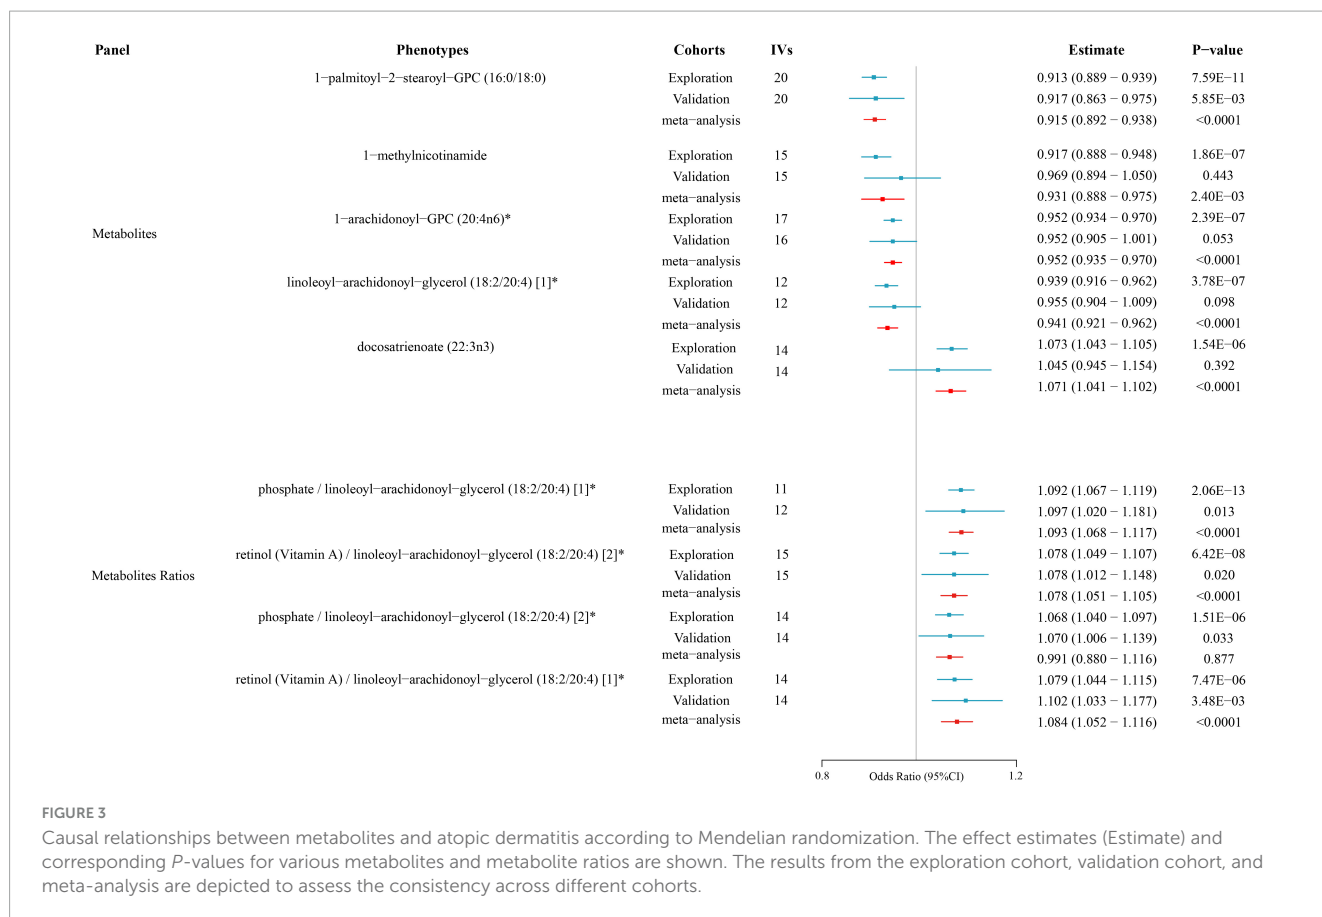 Panel Phenotypes Cohorts IVs Estimate P−value
1−palmitoyl−2−stearoyl−GPC (16:0/18:0) Exploration 20 0.913 (0.889 − 0.939) 7.59E−11
Validation 20 0.917 (0.863 − 0.975) 5.85E−03
meta−analysis 0.915 (0.892 − 0.938) <0.0001
1−methylnicotinamide Exploration 15 0.917 (0.888 − 0.948) 1.86E−07
Validation 15 0.969 (0.894 − 1.050) 0.443
meta−analysis 0.931 (0.888 − 0.975) 2.40E−03
1−arachidonoyl−GPC (20:4n6)* Exploration 17 0.952 (0.934 − 0.970) 2.39E−07
Metabolites Validation 16 0.952 (0.905 − 1.001) 0.053
meta−analysis 0.952 (0.935 − 0.970) <0.0001
linoleoyl−arachidonoyl−glycerol (18:2/20:4) [1]* Exploration 12 0.939 (0.916 − 0.962) 3.78E−07
Validation 12 0.955 (0.904 − 1.009) 0.098
meta−analysis 0.941 (0.921 − 0.962) <0.0001
docosatrienoate (22:3n3) Exploration 14 1.073 (1.043 − 1.105) 1.54E−06
Validation 14 1.045 (0.945 − 1.154) 0.392
meta−analysis 1.071 (1.041 − 1.102) <0.0001
phosphate / linoleoyl−arachidonoyl−glycerol (18:2/20:4) [1]* Exploration 11 1.092 (1.067 − 1.119) 2.06E−13
Validation 12 1.097 (1.020 − 1.181) 0.013
meta−analysis 1.093 (1.068 − 1.117) <0.0001
retinol (Vitamin A) / linoleoyl−arachidonoyl−glycerol (18:2/20:4) [2]* Exploration 15 1.078 (1.049 − 1.107) 6.42E−08
Metabolites Ratios Validation 15 1.078 (1.012 − 1.148) 0.020
meta−analysis 1.078 (1.051 − 1.105) <0.0001
phosphate / linoleoyl−arachidonoyl−glycerol (18:2/20:4) [2]* Exploration 14 1.068 (1.040 − 1.097) 1.51E−06
Validation 14 1.070 (1.006 − 1.139) 0.033
meta−analysis 0.991 (0.880 − 1.116) 0.877
retinol (Vitamin A) / linoleoyl−arachidonoyl−glycerol (18:2/20:4) [1]* Exploration 14 1.079 (1.044 − 1.115) 7.47E−06
Validation 14 1.102 (1.033 − 1.177) 3.48E−03
meta−analysis 1.084 (1.052 − 1.116) <0.0001
0.8 Odds Ratio (95%CI) 1.2
FIGURE 3
Causal relationships between metabolites and atopic dermatitis according to Mendelian randomization. The effect estimates (Estimate) and
corresponding P-values for various metabolites and metabolite ratios are shown. The results from the exploration cohort, validation cohort, and
meta-analysis are depicted to assess the consistency across different cohorts.